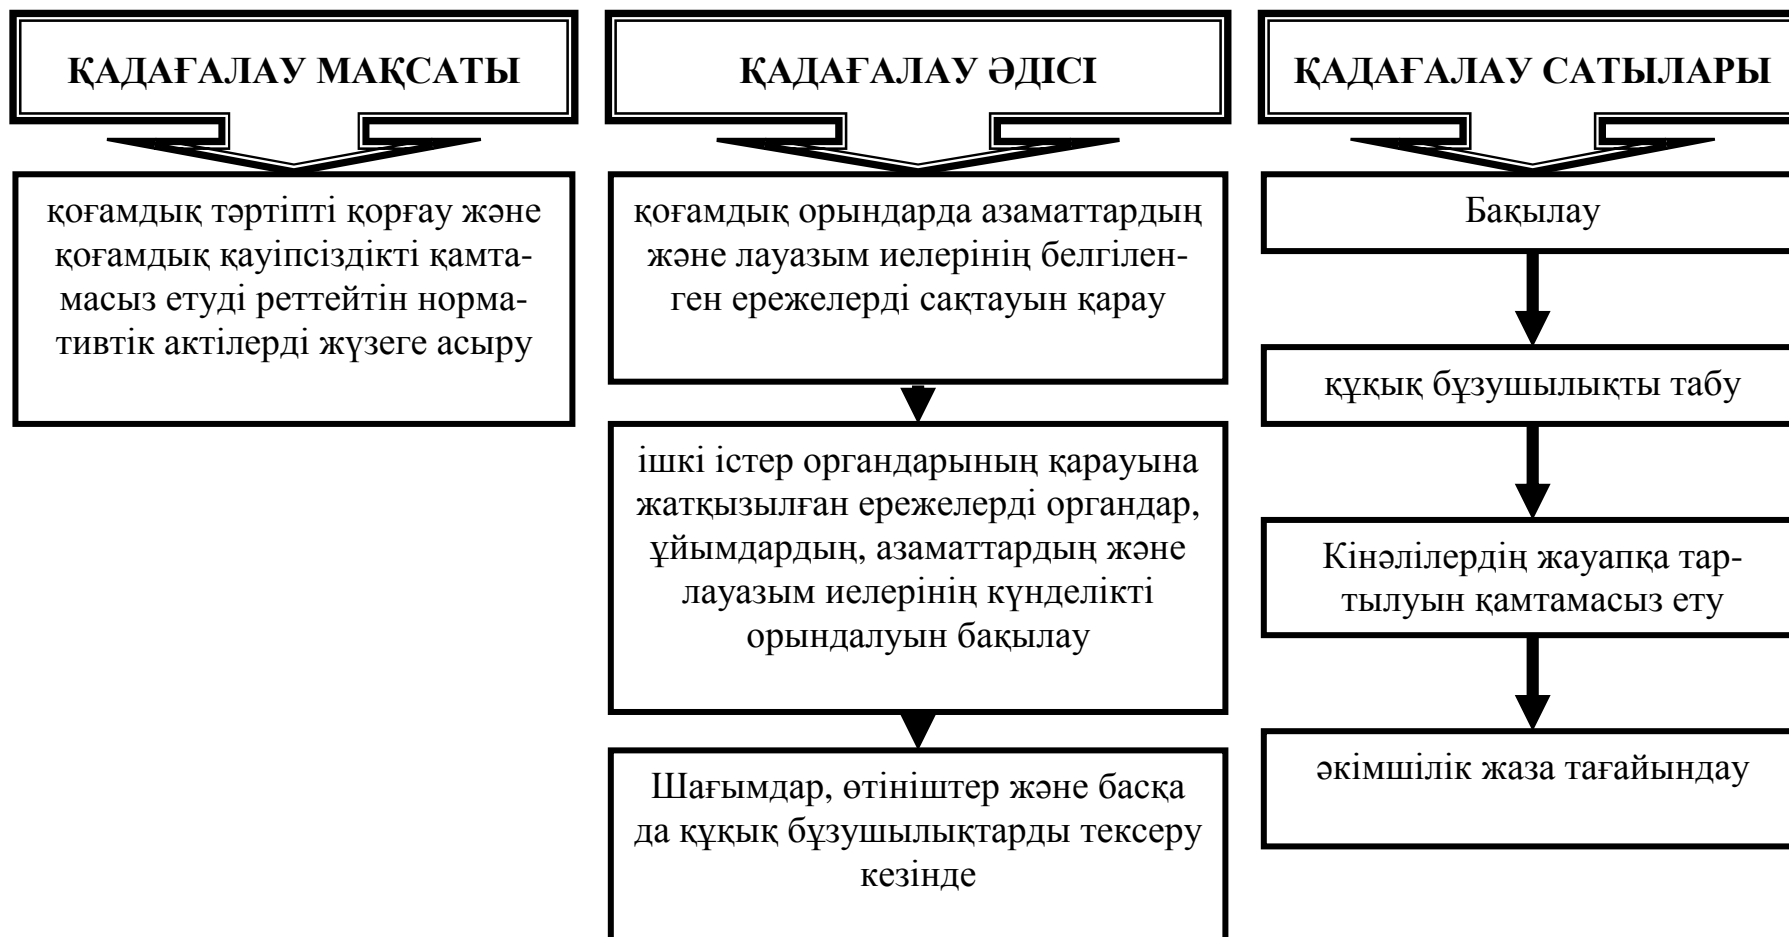 ҚАДАҒАЛАУ МАҚСАТЫ
қоғамдық тәртіпті қорғау және
қоғамдық қауіпсіздікті қамта-
масыз етуді реттейтін норма-
тивтік актілерді жүзеге асыру
ҚАДАҒАЛАУ ӘДІСІ
қоғамдық орындарда азаматтардың
және лауазым иелерінің белгілен-
ген ережелерді сақтауын қарау
ішкі істер органдарының қарауына
жатқызылған ережелерді органдар,
ұйымдардың, азаматтардың және
лауазым иелерінің күнделікті
орындалуын бақылау
Шағымдар, өтініштер және басқа
да құқық бұзушылықтарды тексеру
кезінде
ҚАДАҒАЛАУ САТЫЛАРЫ
Бақылау
құқық бұзушылықты табу
Кінәлілердің жауапқа тар-
тылуын қамтамасыз ету
әкімшілік жаза тағайындау